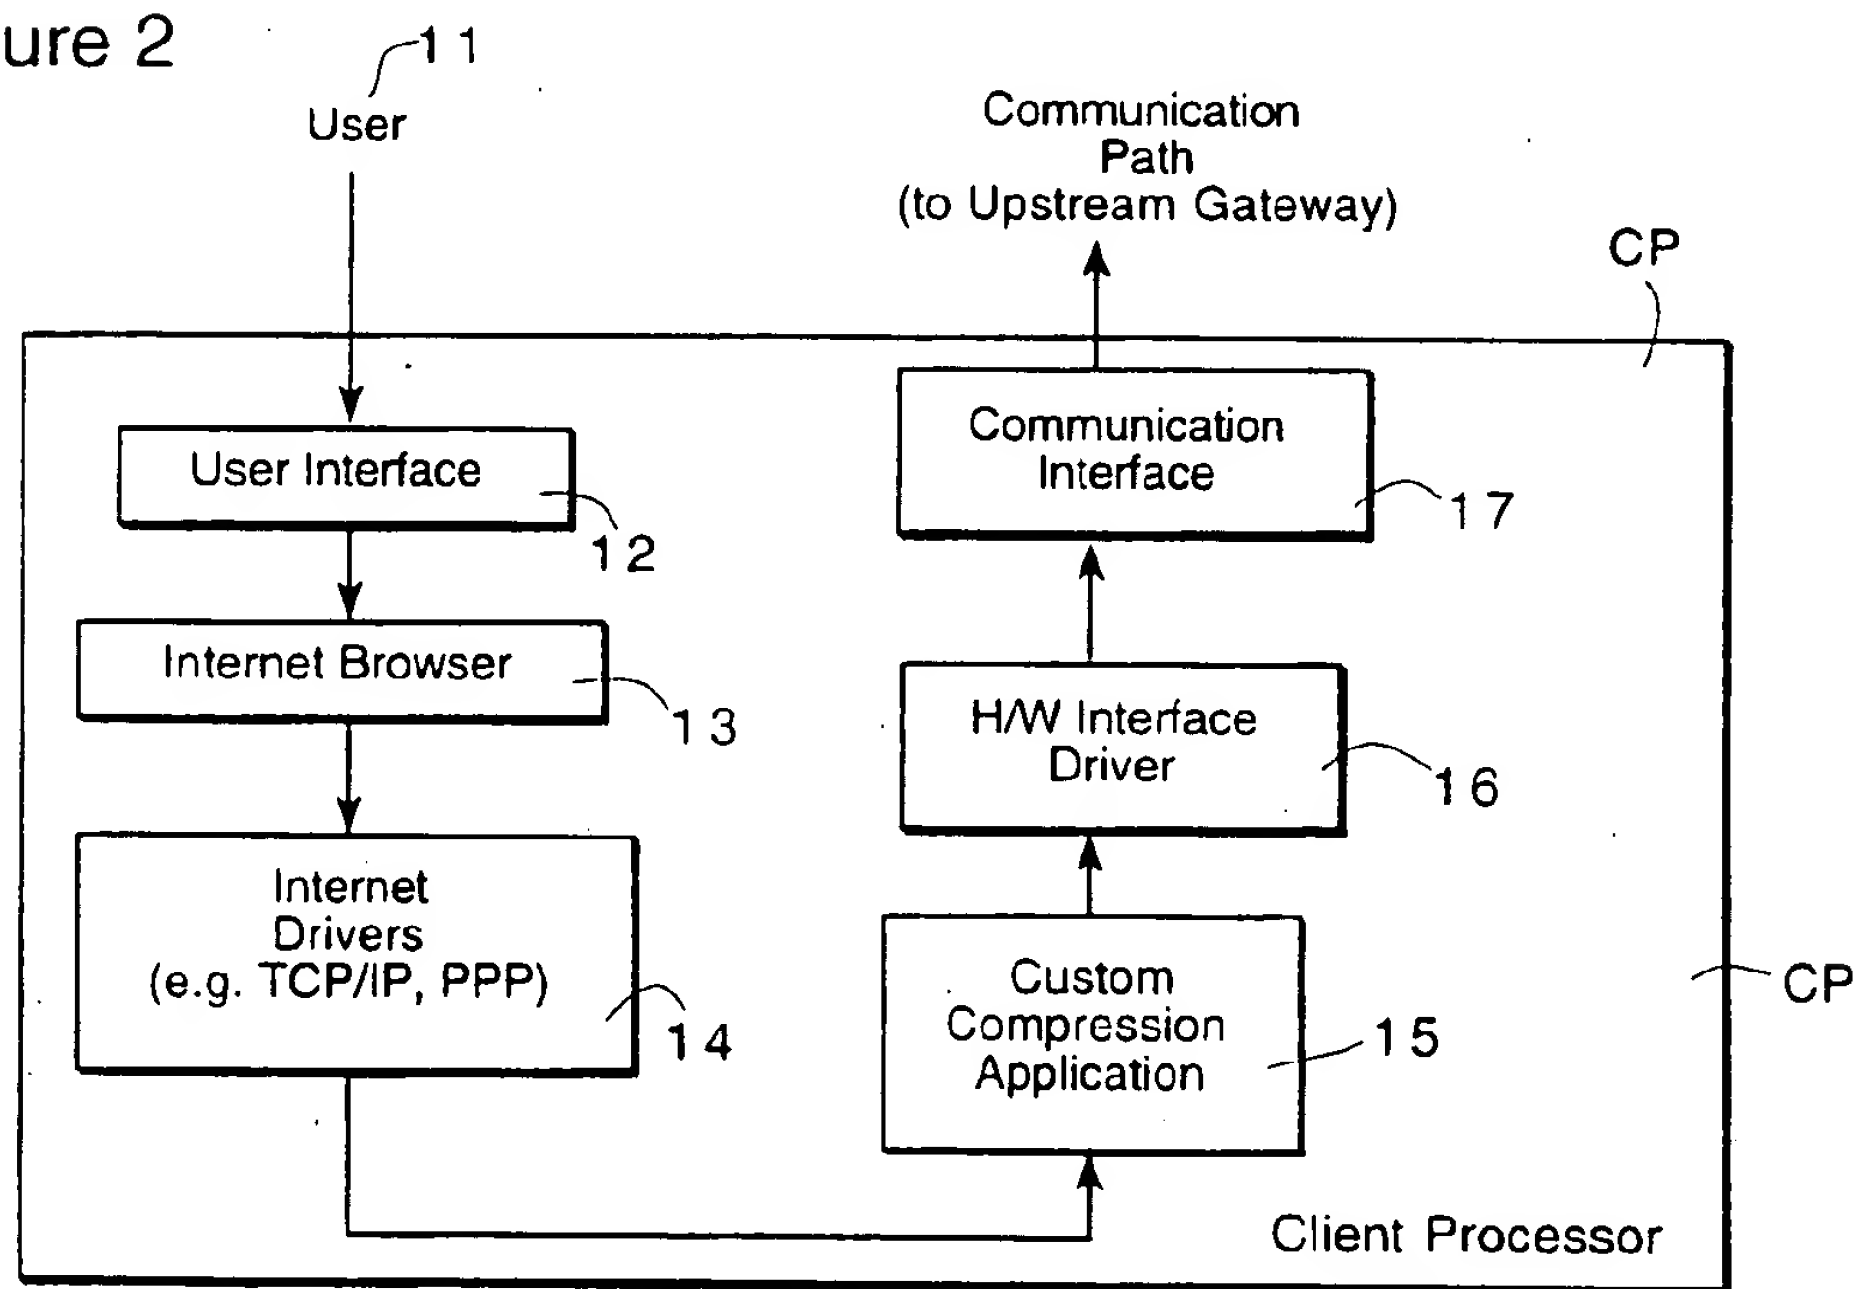 ure 2
11
User
Communication
Path
(to Upstream Gateway)
CP
User Interface
12
Communication
Interface
17
Internet Browser
13
H/W Interface
Driver
16
Internet
Drivers
(e.g. TCP/IP, PPP)
14
Custom
Compression
Application
15
CP
Client Processor